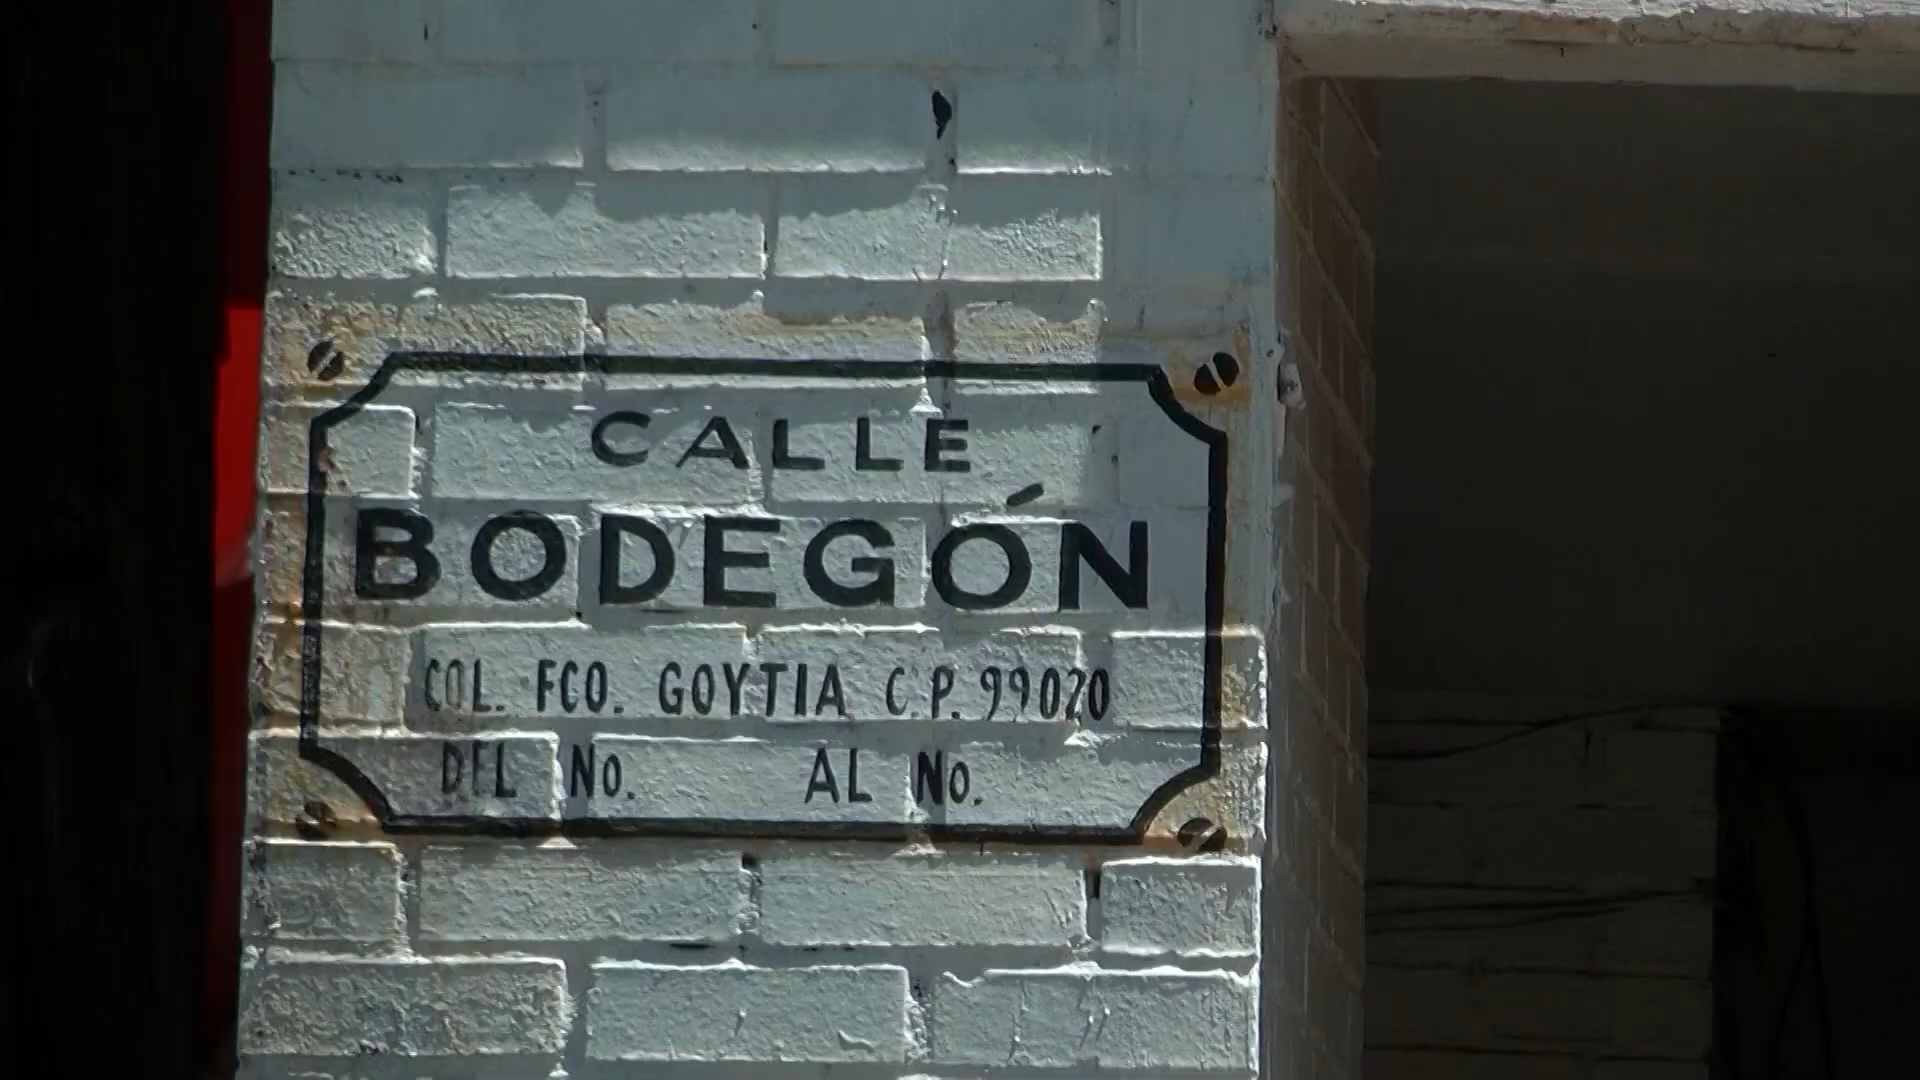 CALLE
BODEGÓN
COL. FCO. GOYTIA C.P. 99020
DEL No. AL No.